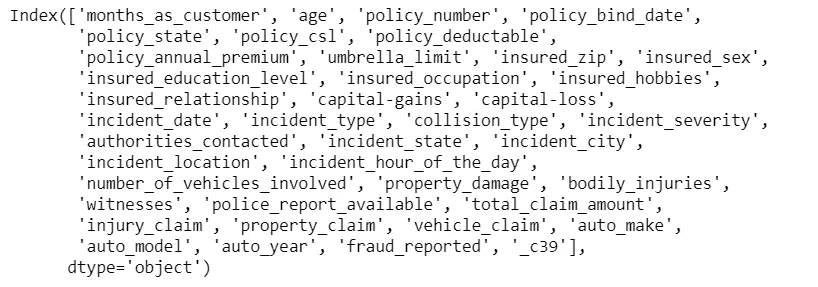 Index(['months_as_customer', 'age', 'policy_number', 'policy_bind_date',
'policy_state', 'policy_csl', 'policy_deductable',
'policy_annual_premium', 'umbrella_limit', 'insured_zip', 'insured_sex',
'insured_education_level', 'insured_occupation', 'insured_hobbies',
'insured_relationship', 'capital-gains', 'capital-loss',
'incident_date', 'incident_type', 'collision_type', 'incident_severity',
'authorities_contacted', 'incident_state', 'incident_city',
'incident_location', 'incident_hour_of_the_day',
'number_of_vehicles_involved', 'property_damage', 'bodily_injuries',
'witnesses', 'police_report_available', 'total_claim_amount',
'injury_claim', 'property_claim', 'vehicle_claim', 'auto_make',
'auto_model', 'auto_year', 'fraud_reported', '_c39'],
dtype='object')